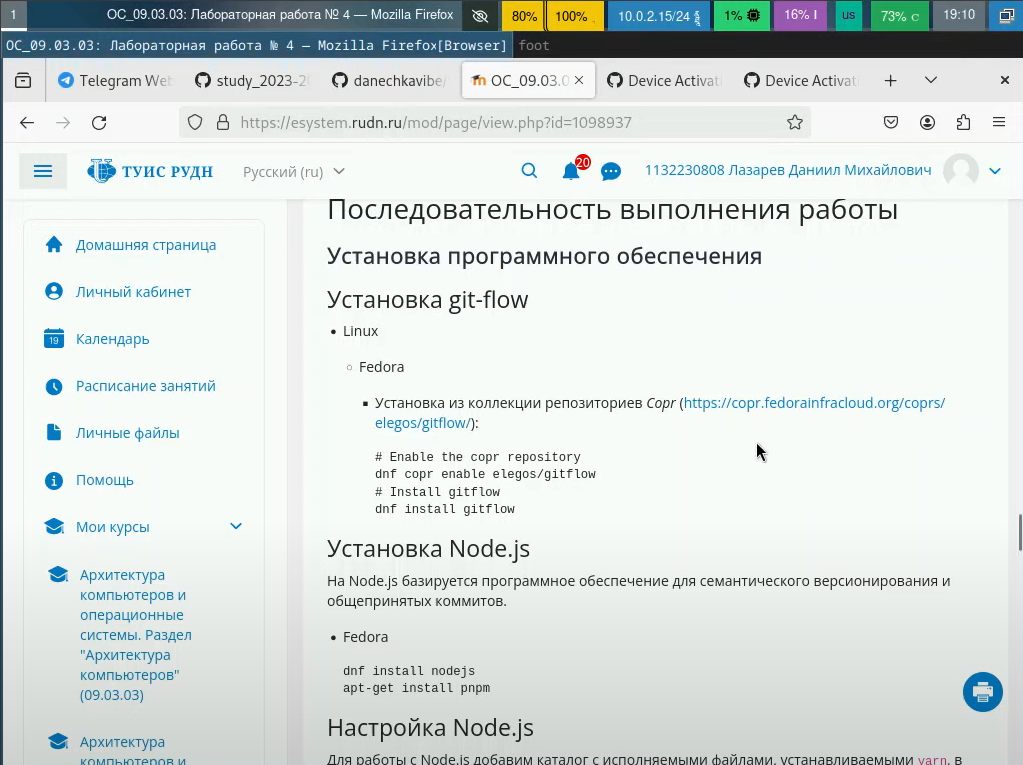 1
ОС_09.03.03: Лабораторная работа № 4 — Mozilla Firefox
80%
100%
10.0.2.15/24
1%
16%
us
73%
19:10
ОС_09.03.03: Лабораторная работа № 4 — Mozilla Firefox[Browser]
foot
Telegram Web
study_2023-2
danechkavibe/
ОС_09.03.0
Device Activat
Device Activat
https://esystem.rudn.ru/mod/page/view.php?id=1098937
ТУИС РУДН
Русский (ru)
20
1132230808 Лазарев Даниил Михайлович
Домашняя страница
Личный кабинет
19
Календарь
Расписание занятий
Личные файлы
Помощь
Мои курсы
Архитектура
компьютеров и
операционные
системы. Раздел
"Архитектура
компьютеров"
(09.03.03)
Архитектура
компьютеров и
Последовательность выполнения работы
Установка программного обеспечения
Установка git-flow
Linux
Fedora
Установка из коллекции репозиториев Copr (https://copr.fedorainfracloud.org/coprs/
elegos/gitflow/):
# Enable the copr repository
dnf copr enable elegos/gitflow
# Install gitflow
dnf install gitflow
Установка Node.js
На Node.js базируется программное обеспечение для семантического версионирования и
общепринятых коммитов.
Fedora
dnf install nodejs
apt-get install pnpm
Настройка Node.js
Для работы с Node.js добавим каталог с исполняемыми файлами, устанавливаемыми yarn, в